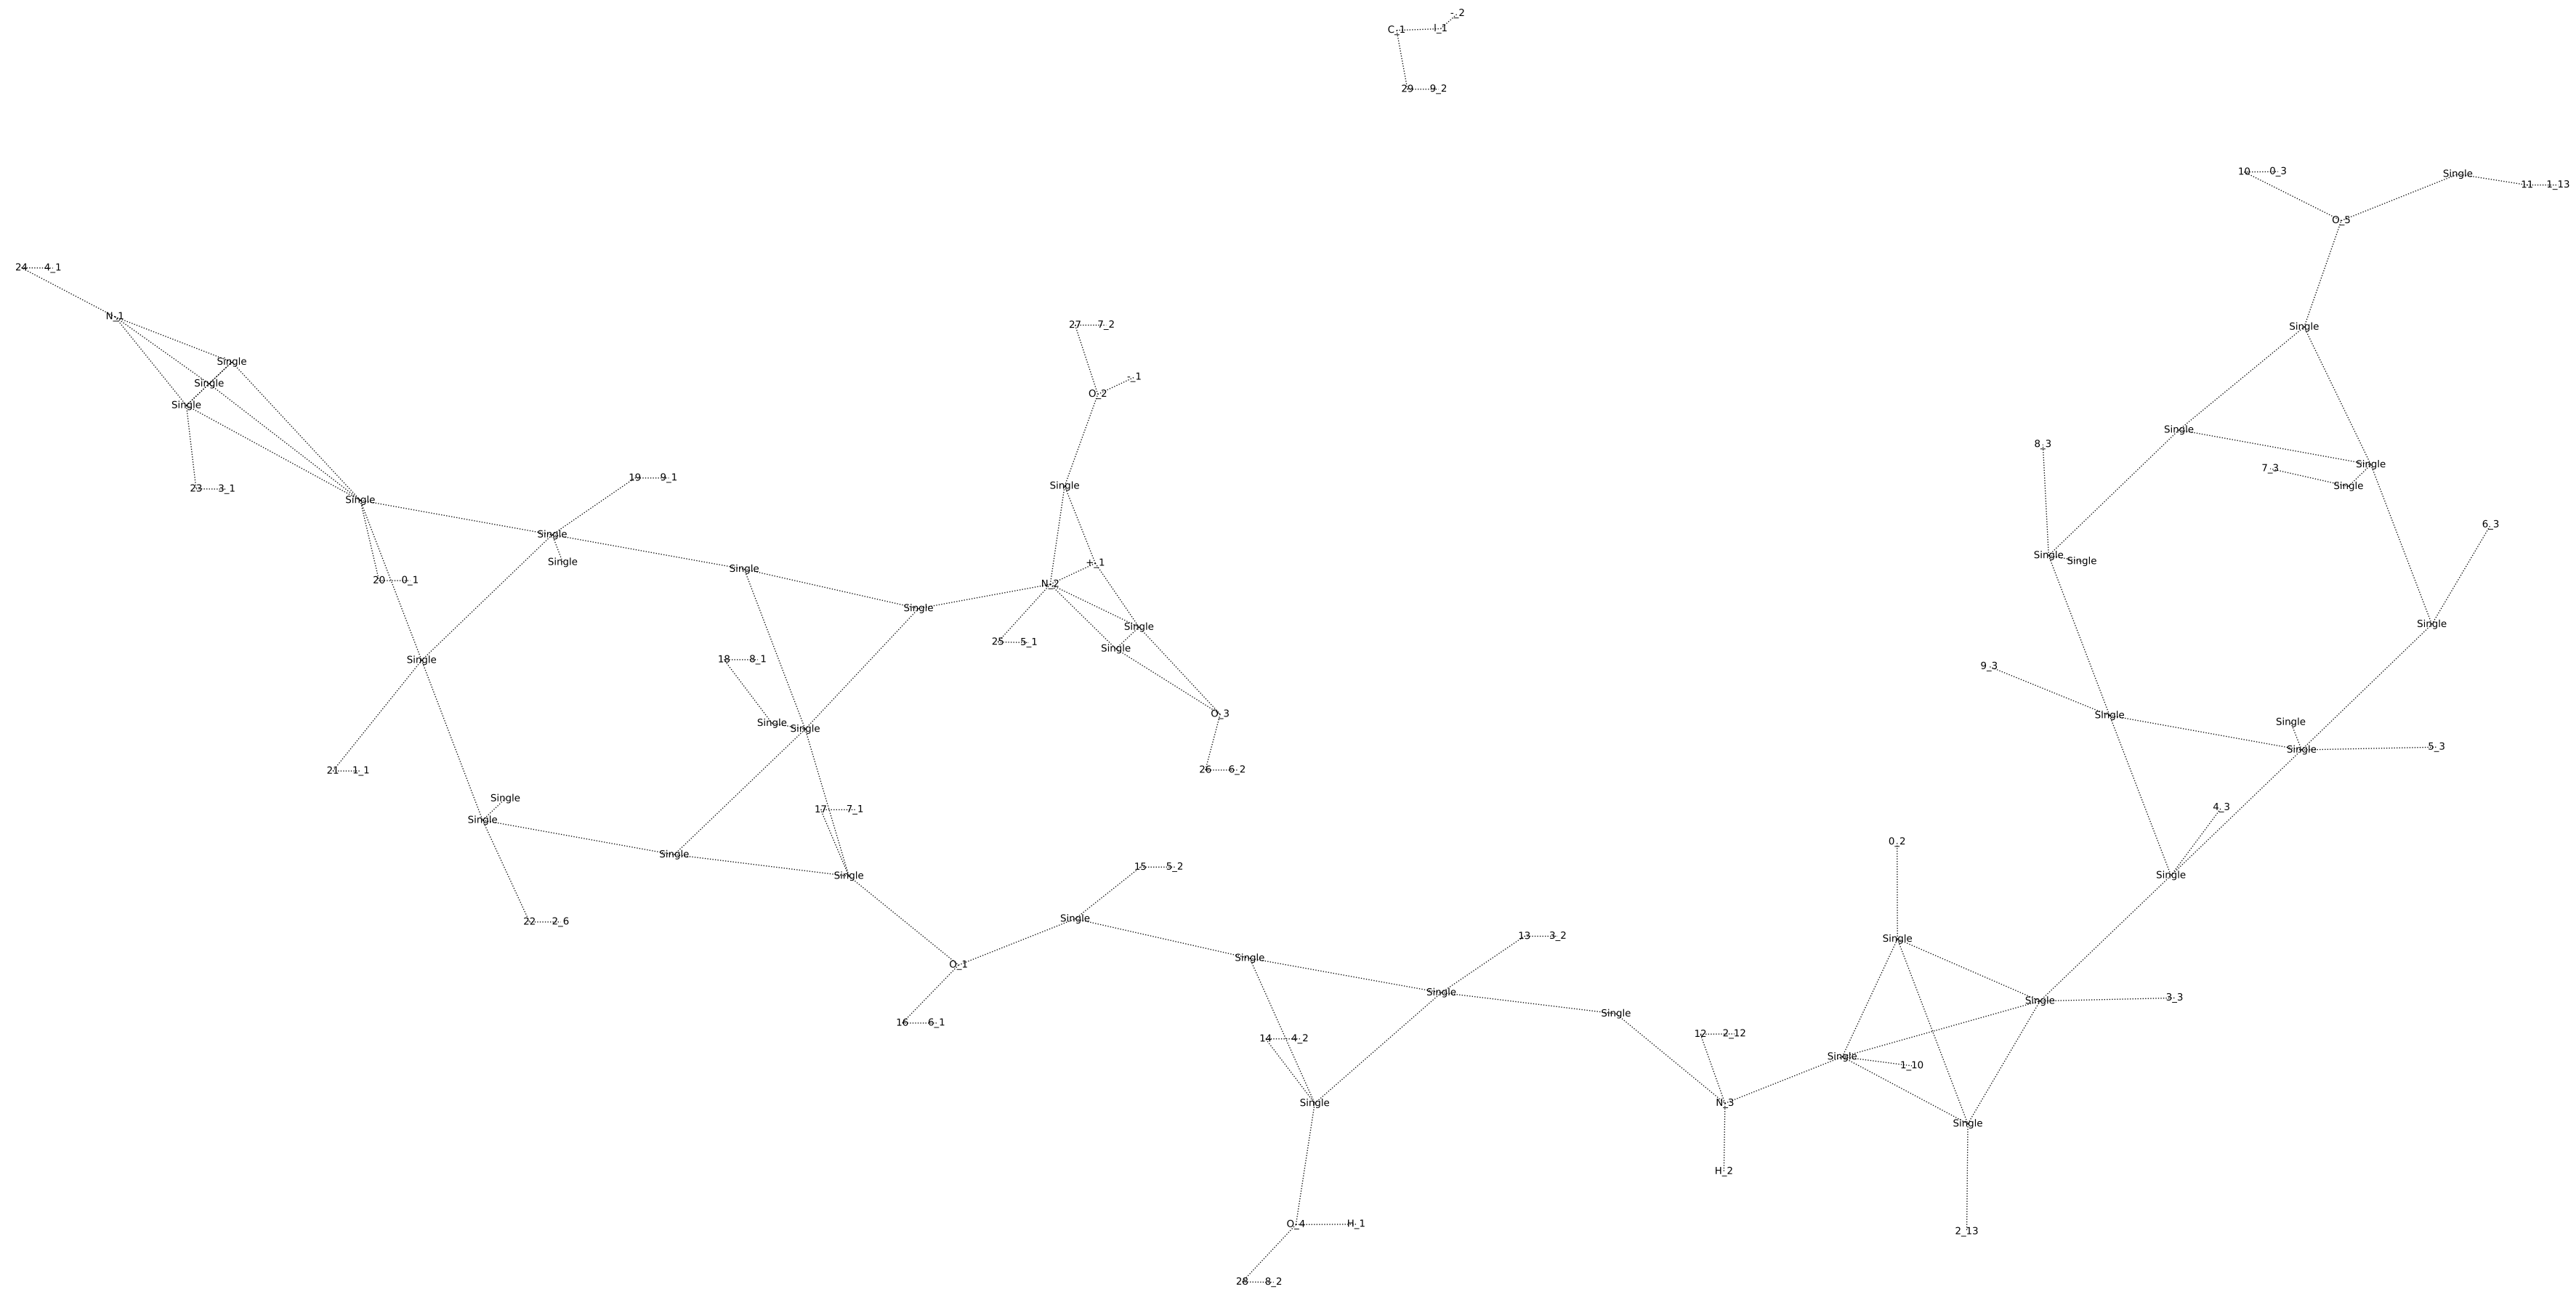 -_2
C_1 l_1
29 9_2
10 0_3 Single 11 1_13
O_5
24 4_1
N_1 27 7_2 Single
Single
Single -_1
O_2
Single
Single 8_3
Single 7_3
19 9_1 Single Single
23 3_1
Single 6_3
Single
Single +_1 Single Single
Single
20 0_1 N_2
Single
Single Single
25 5_1
Single
Single 18 8_1 9_3
O_3 Single
Single Single Single
5_3 Single
21 1_1 26 6_2
Single 17 7_1 4_3
Single
0_2
Single
15 5_2 Single Single
22 2_6 Single
13 3_2 Single
Single
O_1
Single 3_3 Single
Single
16 6_1
14 4_2 12 2_12
Single 1_10
Single N_3
Single
H_2
O_4 H_1
2_13
28 8_2